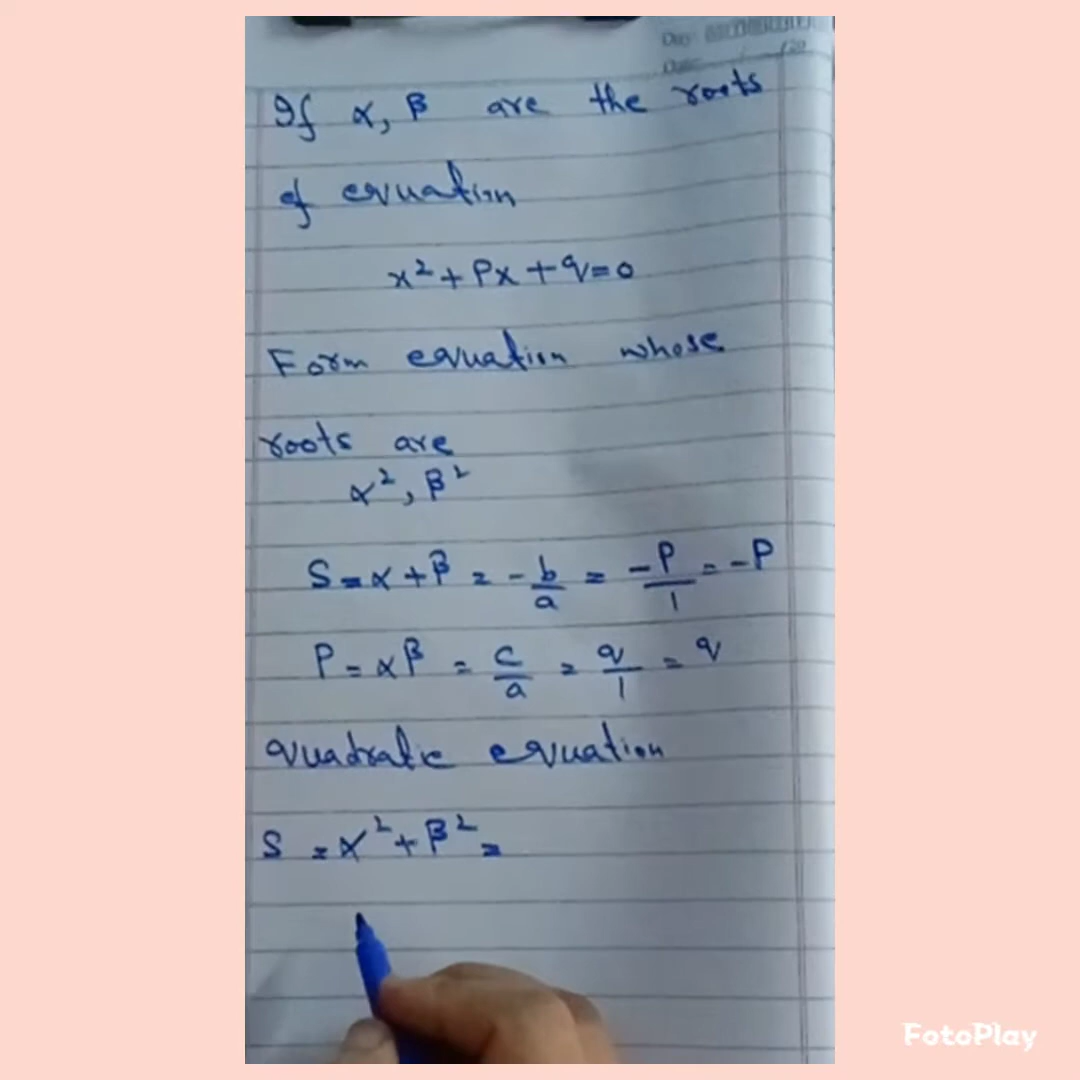 If α, β are the roots
of equation
x² + Px + q = 0
Form equation whose
roots are
α², β²
S = α + β = - b/a = -P/1 = -P
P = αβ = c/a = q/1 = q
quadratic equation
S = α² + β² =
FotoPlay